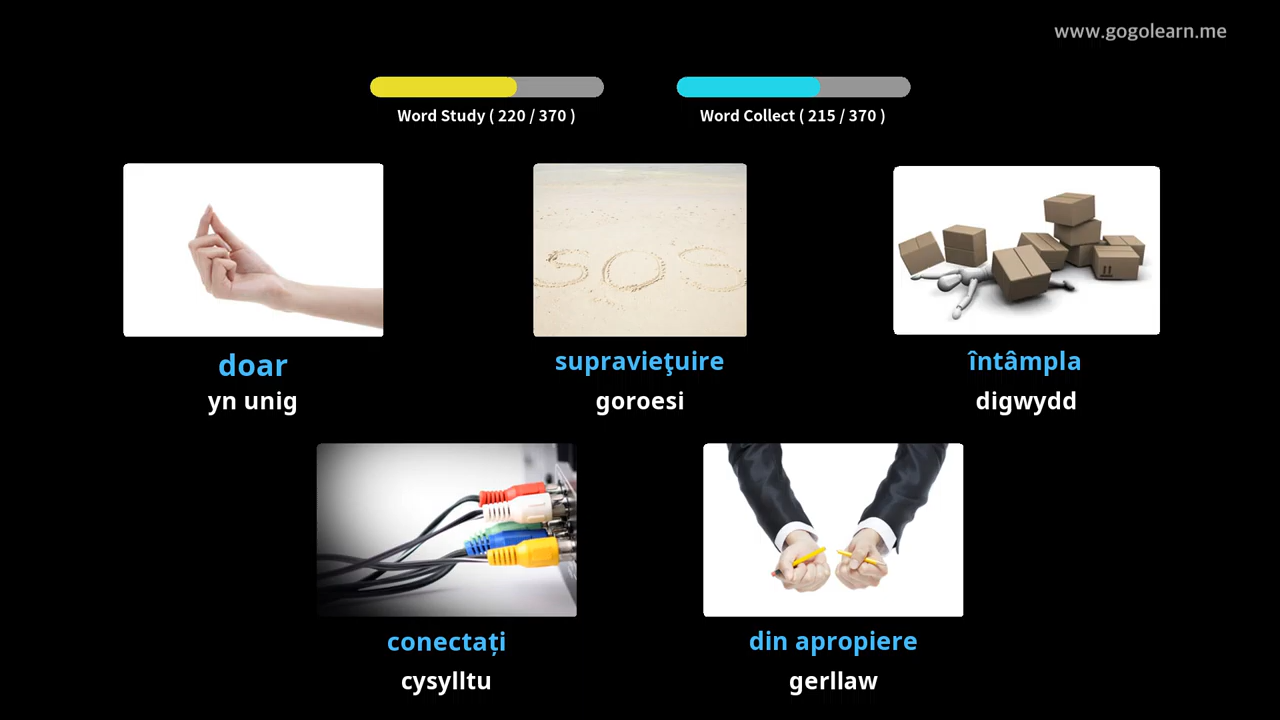 www.gogolearn.me
Word Study ( 220 / 370 )
Word Collect ( 215 / 370 )
SOS
doar
yn unig
supravieţuire
goroesi
întâmpla
digwydd
conectați
cysylltu
din apropiere
gerllaw